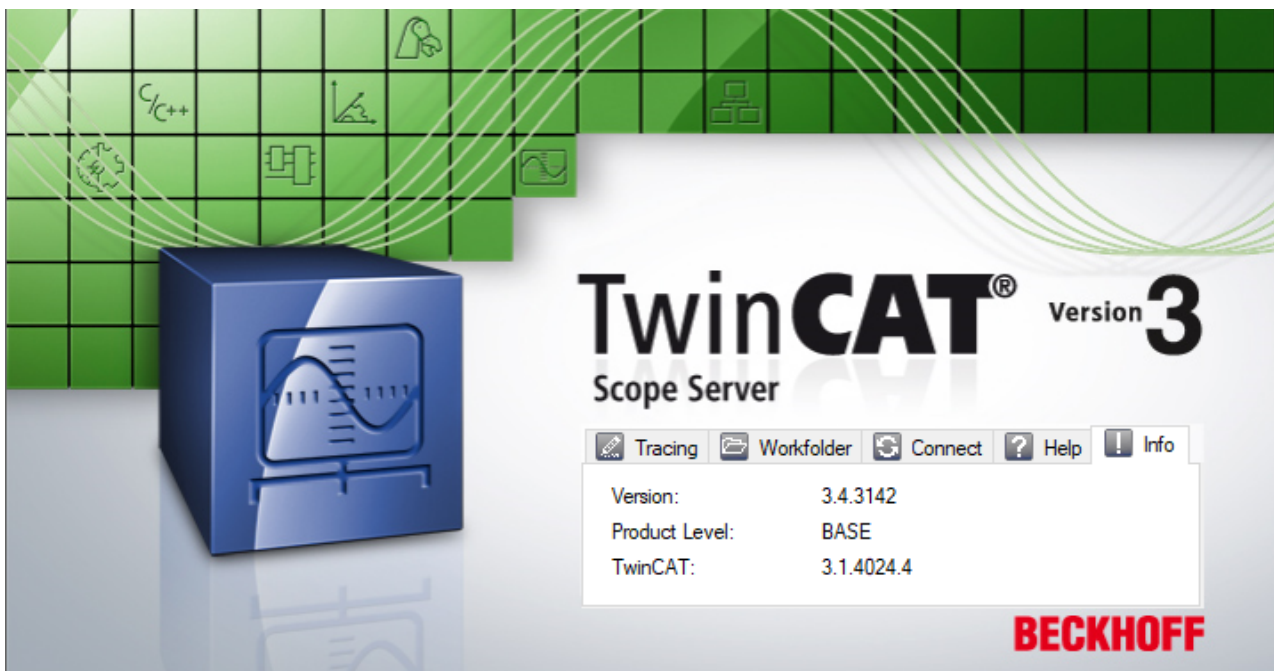 C/C++
TwinCAT® Version 3
Scope Server
Tracing Workfolder Connect ? Help ! Info
Version: 3.4.3142
Product Level: BASE
TwinCAT: 3.1.4024.4
BECKHOFF